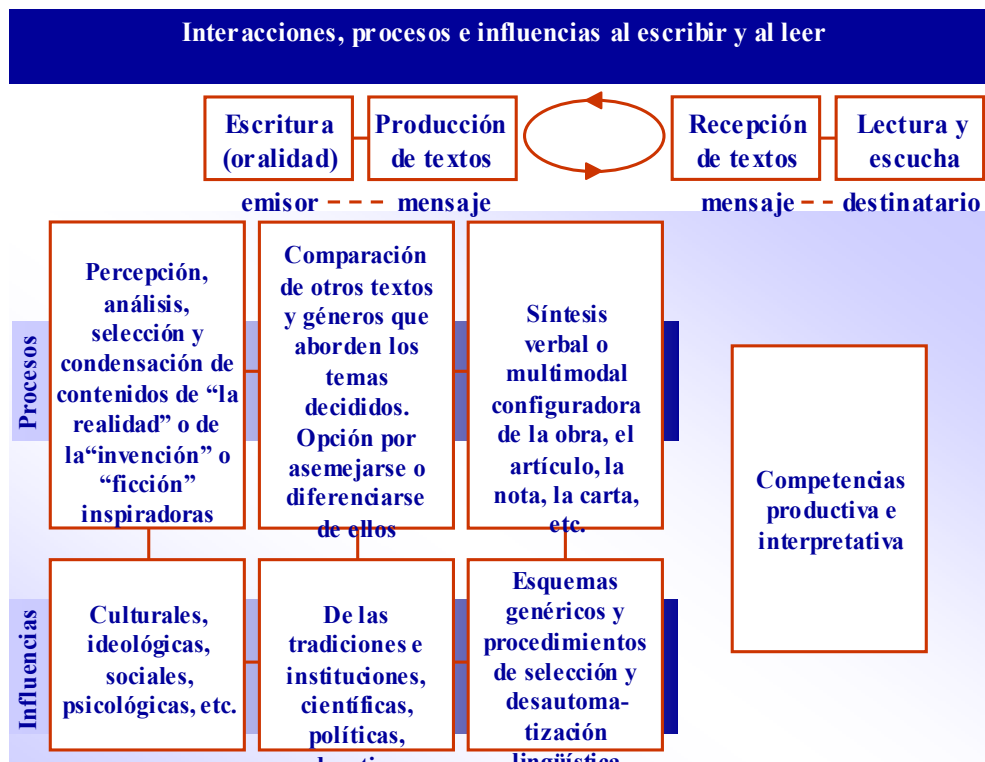 Interacciones, procesos e influencias al escribir y al leer
Escritura
(oralidad)
Producción
de textos
Recepción
de textos
Lectura y
escucha
emisor
mensaje
mensaje
destinatario
Procesos
Percepción,
análisis,
selección y
condensación de
contenidos de “la
realidad” o de
la“invención” o
“ficción”
inspiradoras
Comparación
de otros textos
y géneros que
aborden los
temas
decididos.
Opción por
asemejarse o
diferenciarse
de ellos
Síntesis
verbal o
multimodal
configuradora
de la obra, el
artículo, la
nota, la carta,
etc.
Competencias
productiva e
interpretativa
Influencias
Culturales,
ideológicas,
sociales,
psicológicas, etc.
De las
tradiciones e
instituciones,
científicas,
políticas,
Esquemas
genéricos y
procedimientos
de selección y
desautoma-
tización
lingüística